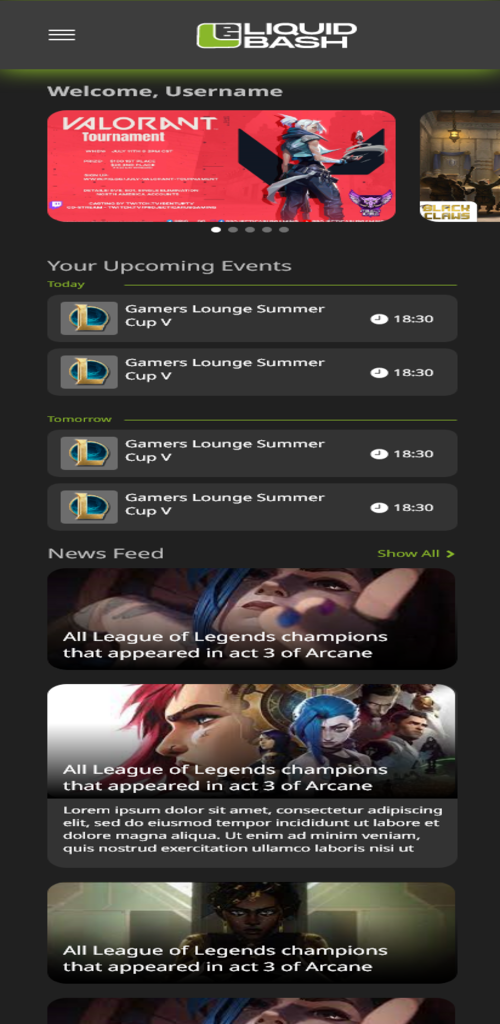 LIQUID
BASH
Welcome, Username
VALORANT
Tournament
BLACK
CLAWS
Your Upcoming Events
Today
Gamers Lounge Summer
Cup V
18:30
Gamers Lounge Summer
Cup V
18:30
Tomorrow
Gamers Lounge Summer
Cup V
18:30
Gamers Lounge Summer
Cup V
18:30
News Feed
Show All >
All League of Legends champions
that appeared in act 3 of Arcane
All League of Legends champions
that appeared in act 3 of Arcane
Lorem ipsum dolor sit amet, consectetur adipiscing
elit, sed do eiusmod tempor incididunt ut labore et
dolore magna aliqua. Ut enim ad minim veniam,
quis nostrud exercitation ullamco laboris nisi ut
All League of Legends champions
that appeared in act 3 of Arcane